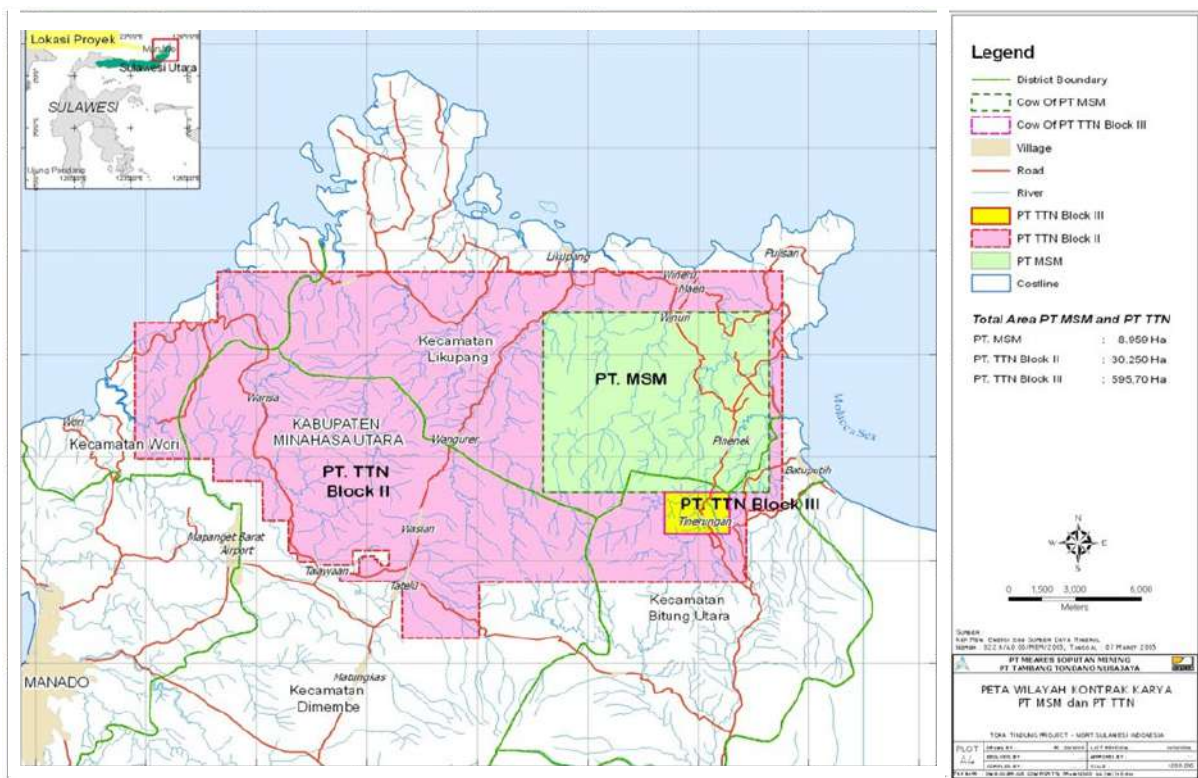 Lokasi Proyek
Manado
Sulawesi Utara
SULAWESI
Ujung Pandang
Likupang
Pulisan
Wineru
Maen
Winuri
Kecamatan
Likupang
PT. MSM
Warisa
KABUPATEN
MINAHASA UTARA
Wangurer
PT. TTN
Block II
Wori
Kecamatan Wori
Pinenek
Batuputih
PT. TTN Block III
Tinerungan
Wasian
Mapanget Barat
Airport
Talawaan
Tatelu
Kecamatan
Bitung Utara
MANADO
Matungkas
Kecamatan
Dimembe
Legend
District Boundary
Cow Of PT MSM
Cow Of PT TTN Block III
Village
Road
River
PT TTN Block III
PT TTN Block II
PT MSM
Costline
Total Area PT MSM and PT TTN
PT. MSM : 8.959 Ha
PT. TTN Block II : 30.250 Ha
PT. TTN Block III : 595,70 Ha
N
W E
S
0 1,500 3,000 6,000
Meters
PT MEARES SOPUTAN MINING
PT TAMBANG TONDANO NUSAJAYA
PETA WILAYAH KONTRAK KARYA
PT MSM dan PT TTN
TOKA TINDUNG PROJECT - NORT SULAWESI INDONESIA
PLOT
A4